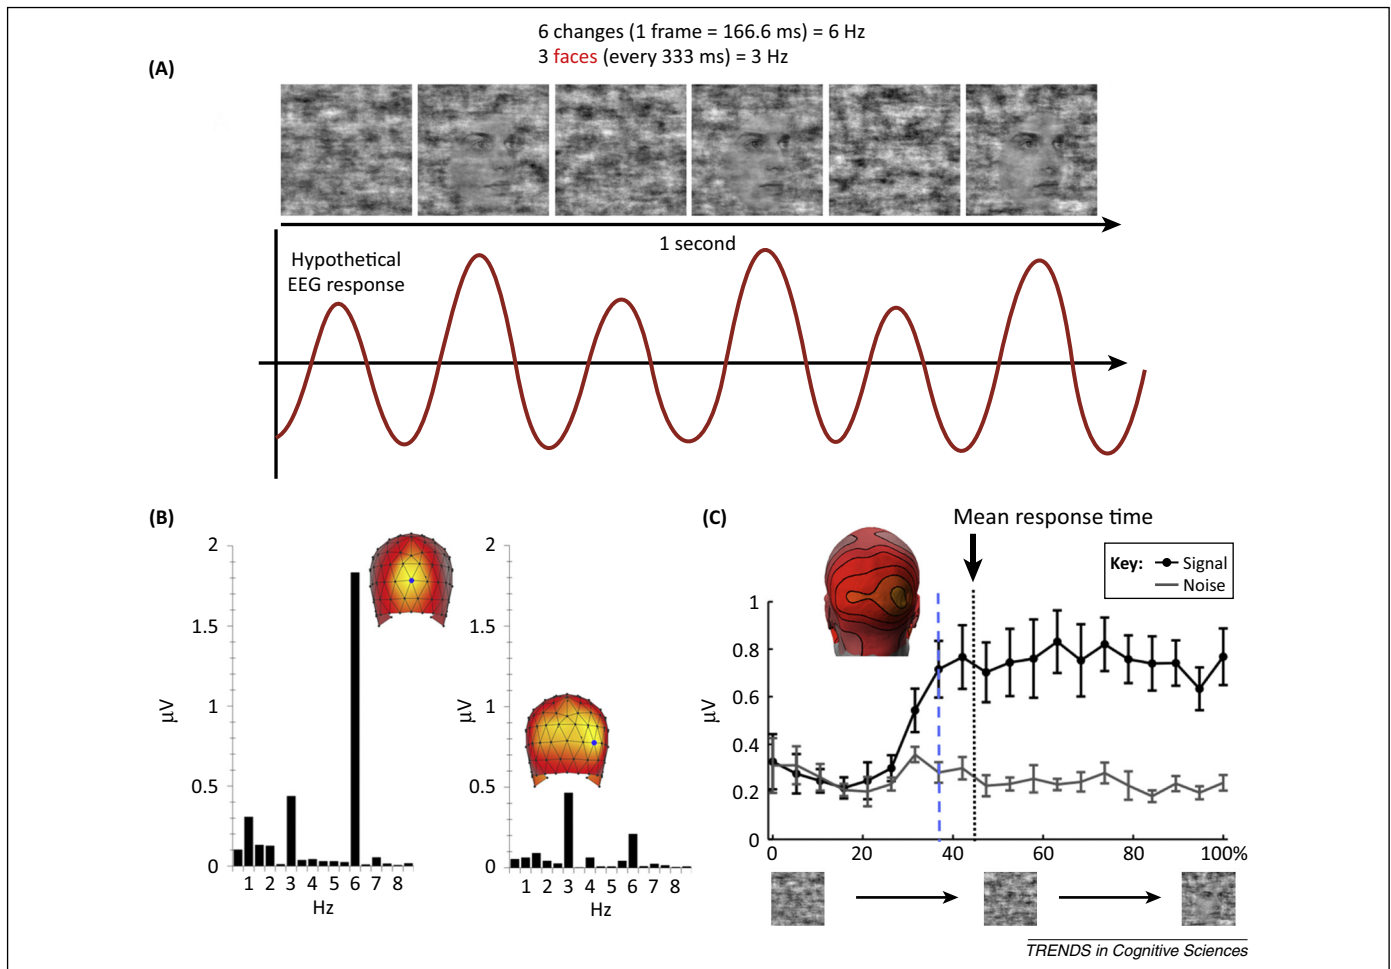 6 changes (1 frame = 166.6 ms) = 6 Hz
3 faces (every 333 ms) = 3 Hz
(A)
1 second
Hypothetical
EEG response
(B)
2
1.5
1
0.5
0
µV
1 2 3 4 5 6 7 8
Hz
2
1.5
1
0.5
0
µV
1 2 3 4 5 6 7 8
Hz
(C)
Mean response time
Key: Signal
Noise
1
0.8
0.6
0.4
0.2
0
µV
0 20 40 60 80 100%
TRENDS in Cognitive Sciences